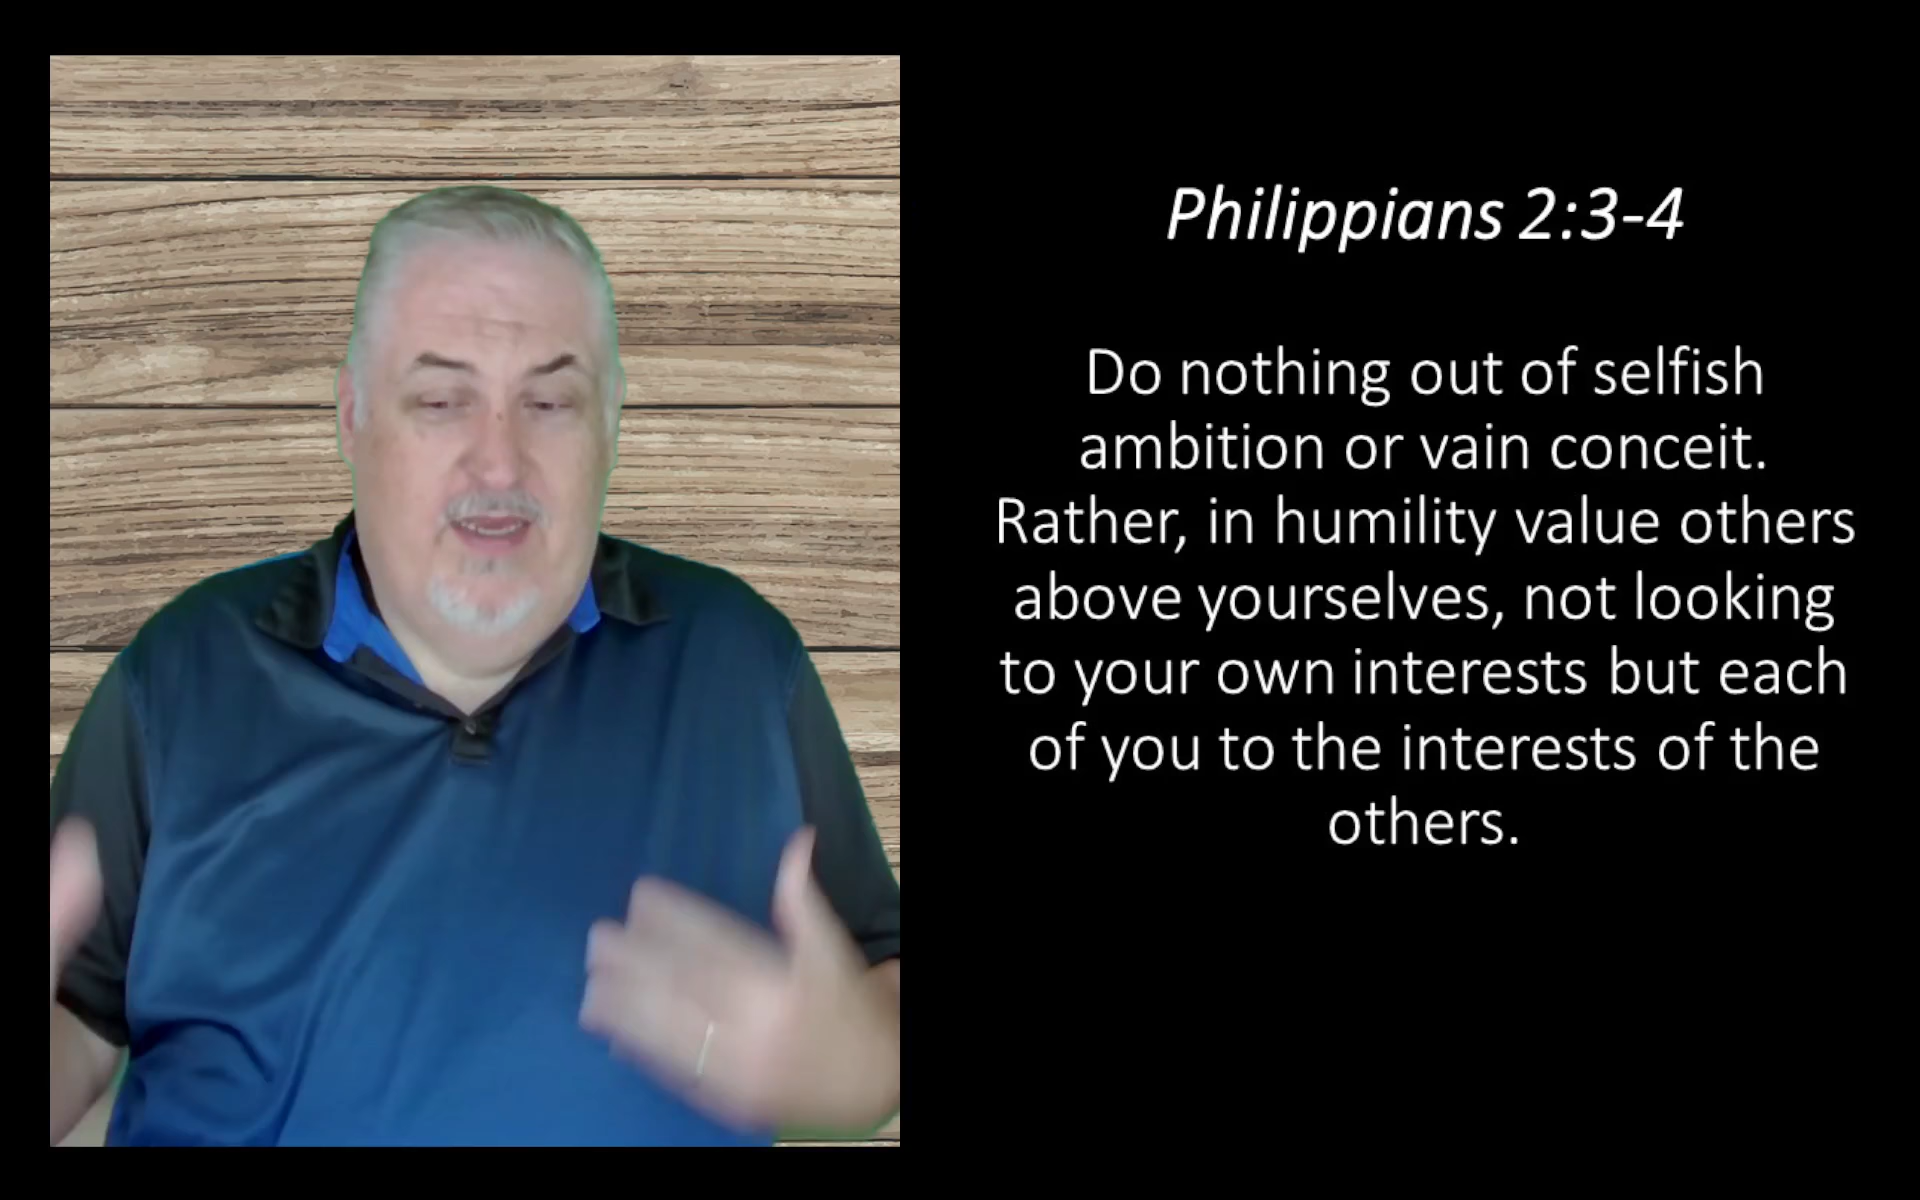 Philippians 2:3-4
Do nothing out of selfish
ambition or vain conceit.
Rather, in humility value others
above yourselves, not looking
to your own interests but each
of you to the interests of the
others.